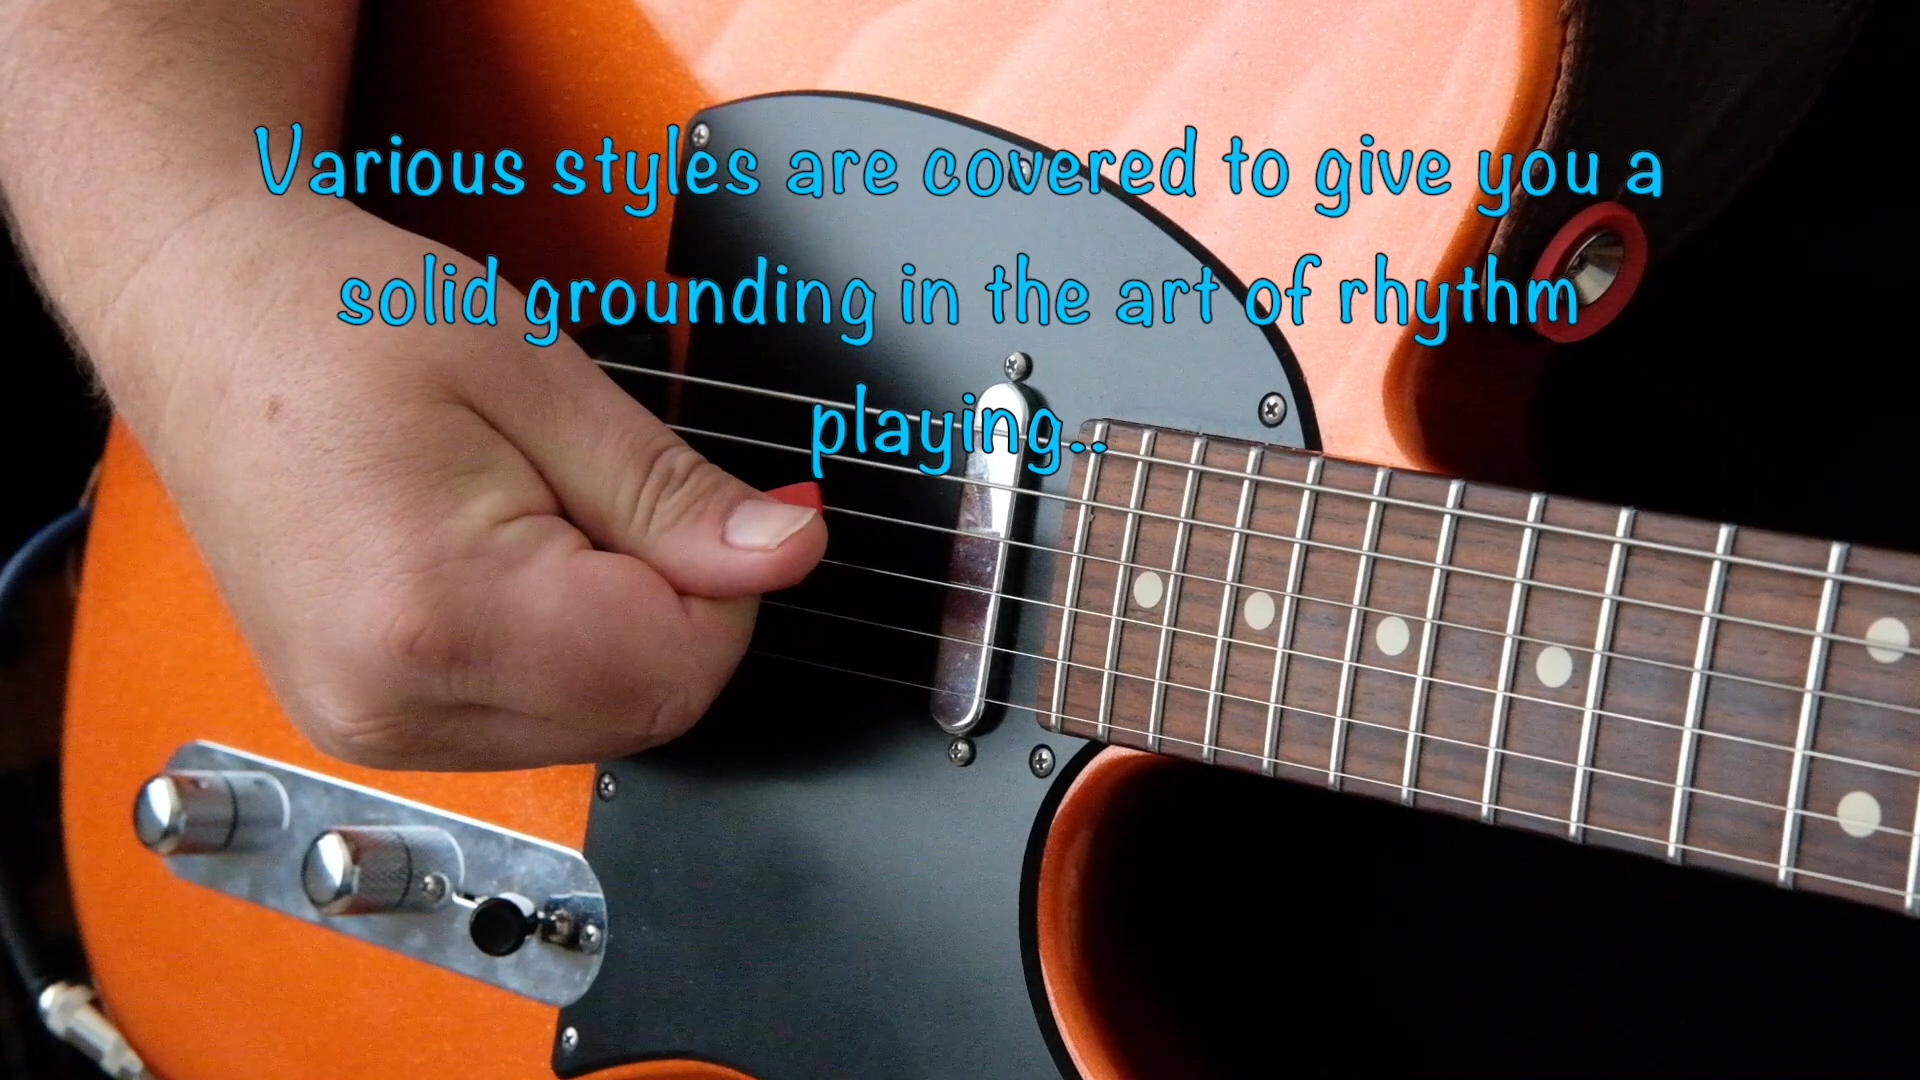 Various styles are covered to give you a
solid grounding in the art of rhythm
playing..